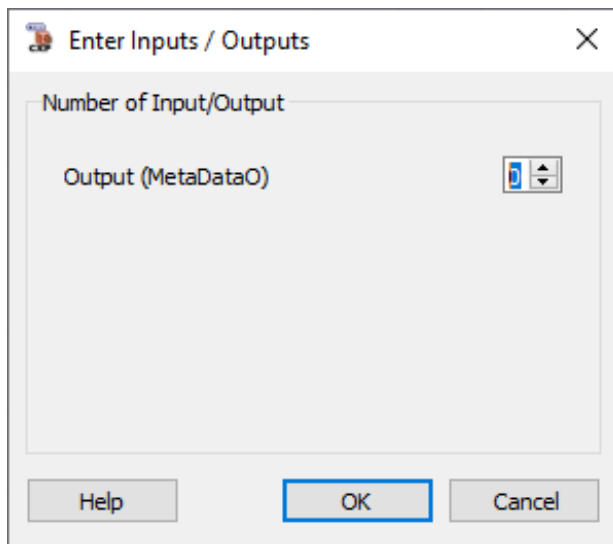 Enter Inputs / Outputs
Number of Input/Output
Output (MetaDataO)
0
Help
OK
Cancel